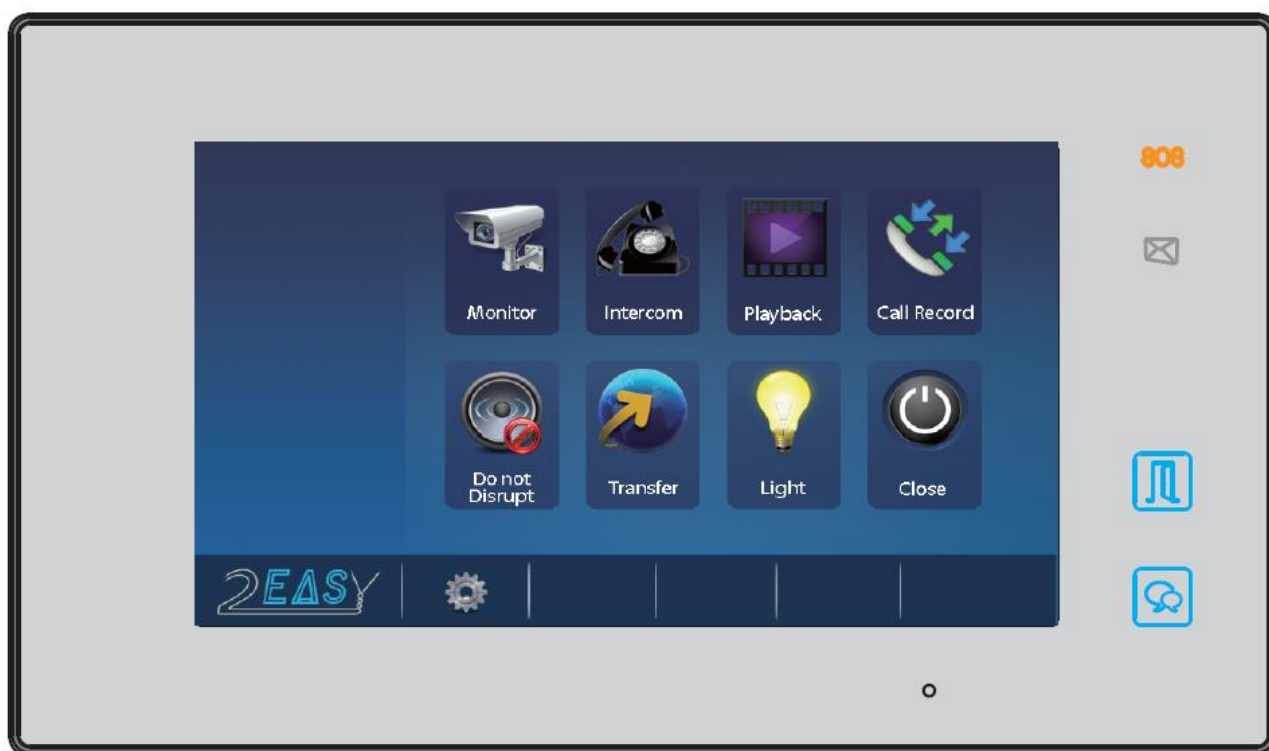 808
Monitor
Intercom
Playback
Call Record
Do not
Disrupt
Transfer
Light
Close
2EASY